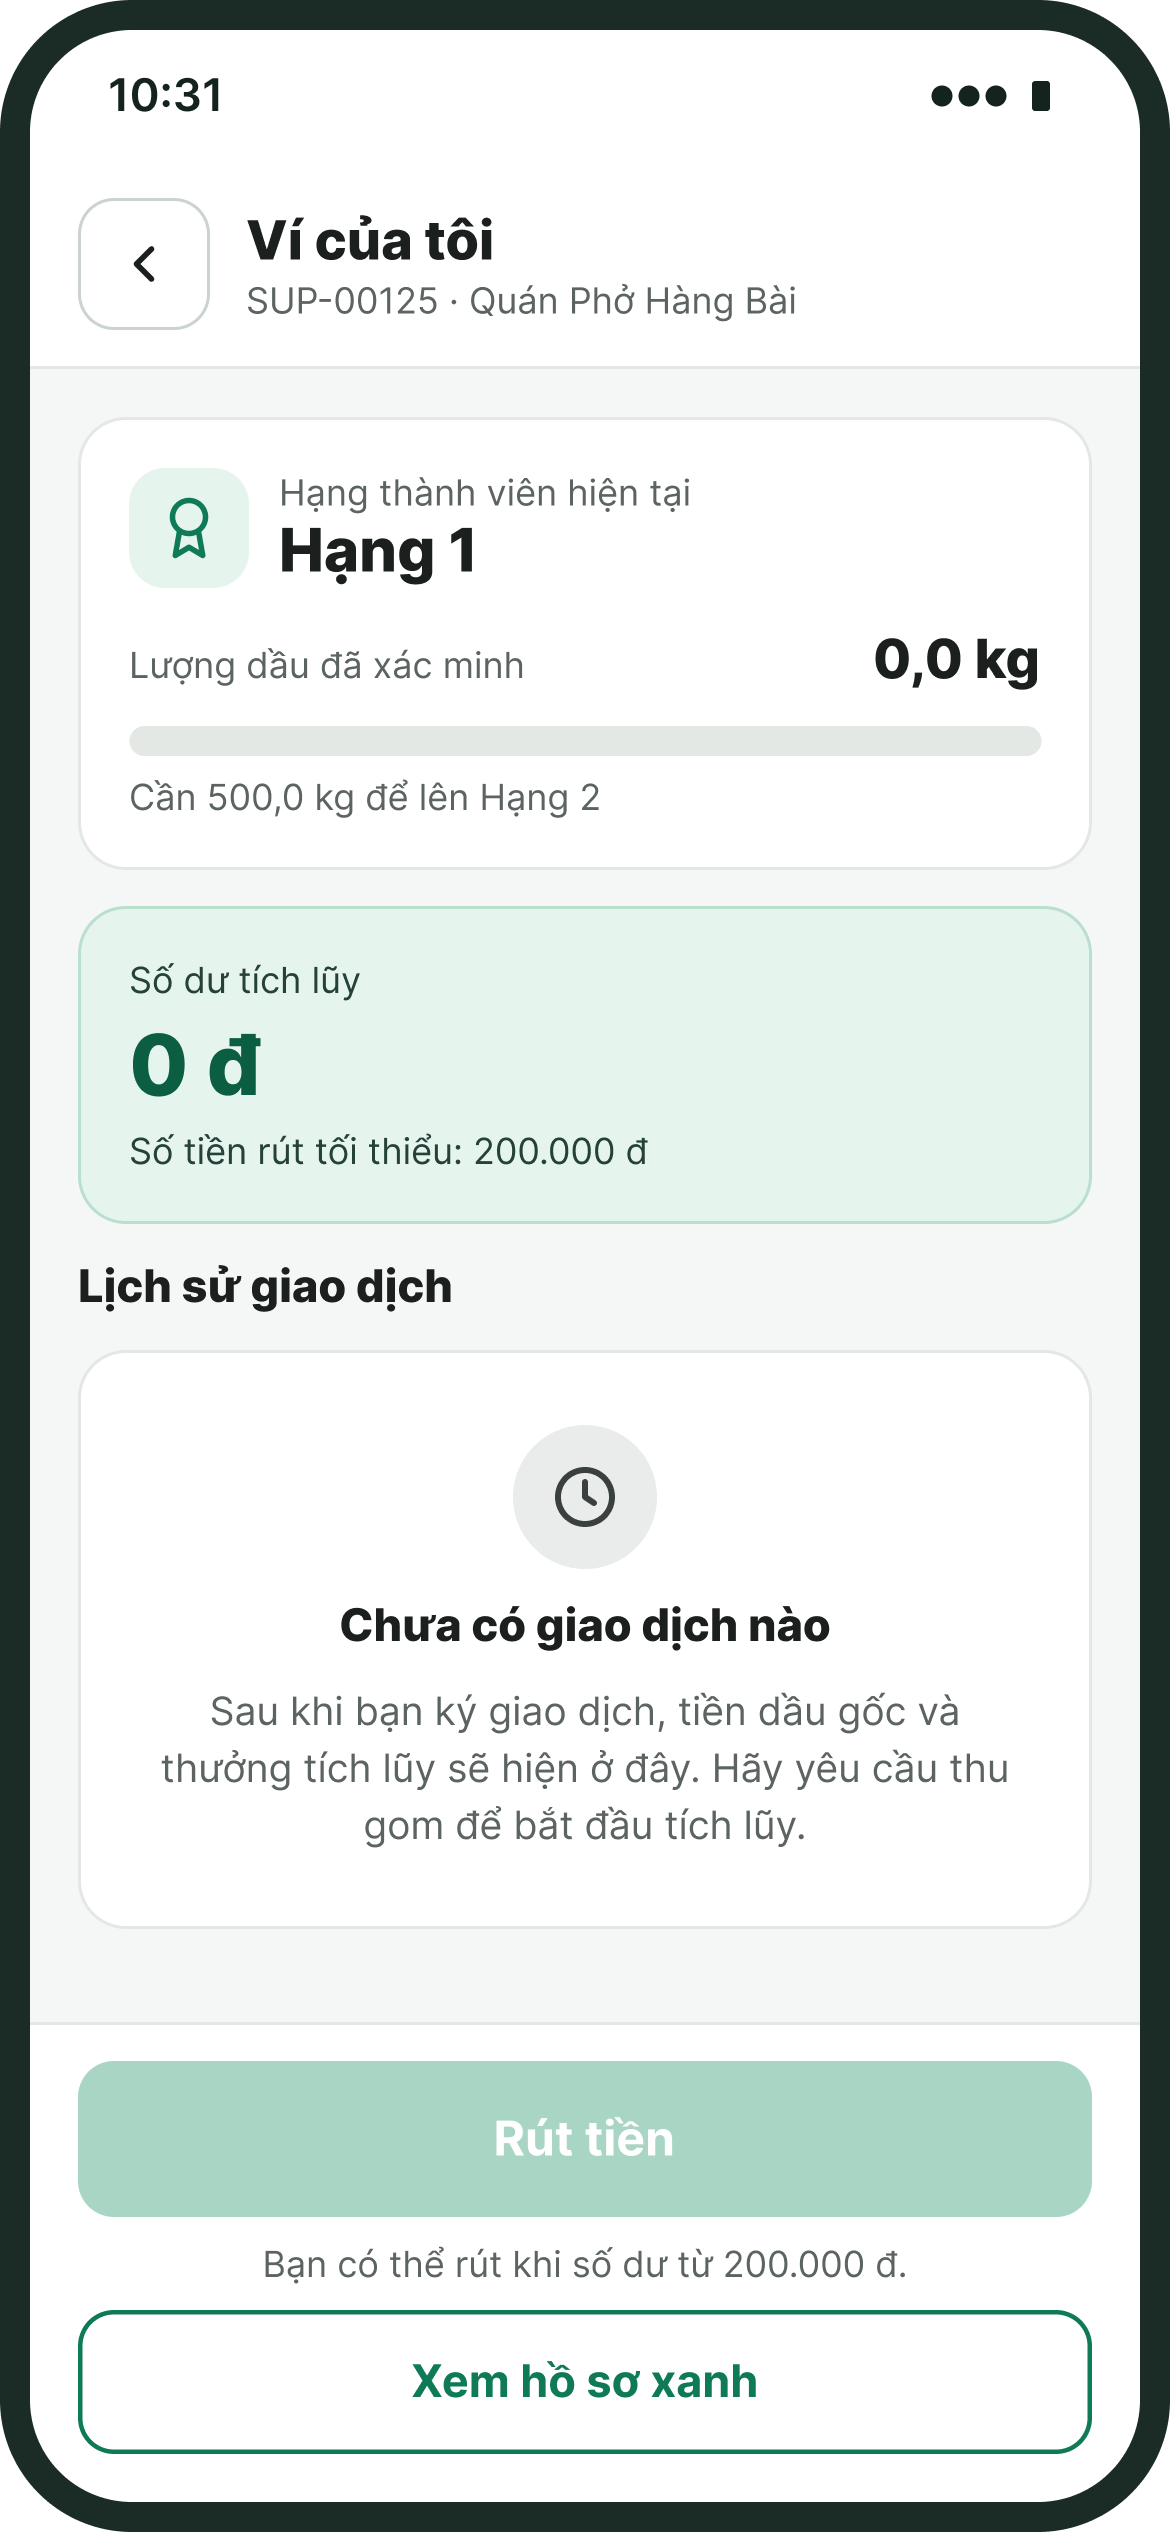 10:31
Ví của tôi
SUP-00125 · Quán Phở Hàng Bài
Hạng thành viên hiện tại
Hạng 1
Lượng dầu đã xác minh
0,0 kg
Cần 500,0 kg để lên Hạng 2
Số dư tích lũy
0 đ
Số tiền rút tối thiểu: 200.000 đ
Lịch sử giao dịch
Chưa có giao dịch nào
Sau khi bạn ký giao dịch, tiền dầu gốc và
thưởng tích lũy sẽ hiện ở đây. Hãy yêu cầu thu
gom để bắt đầu tích lũy.
Rút tiền
Bạn có thể rút khi số dư từ 200.000 đ.
Xem hồ sơ xanh